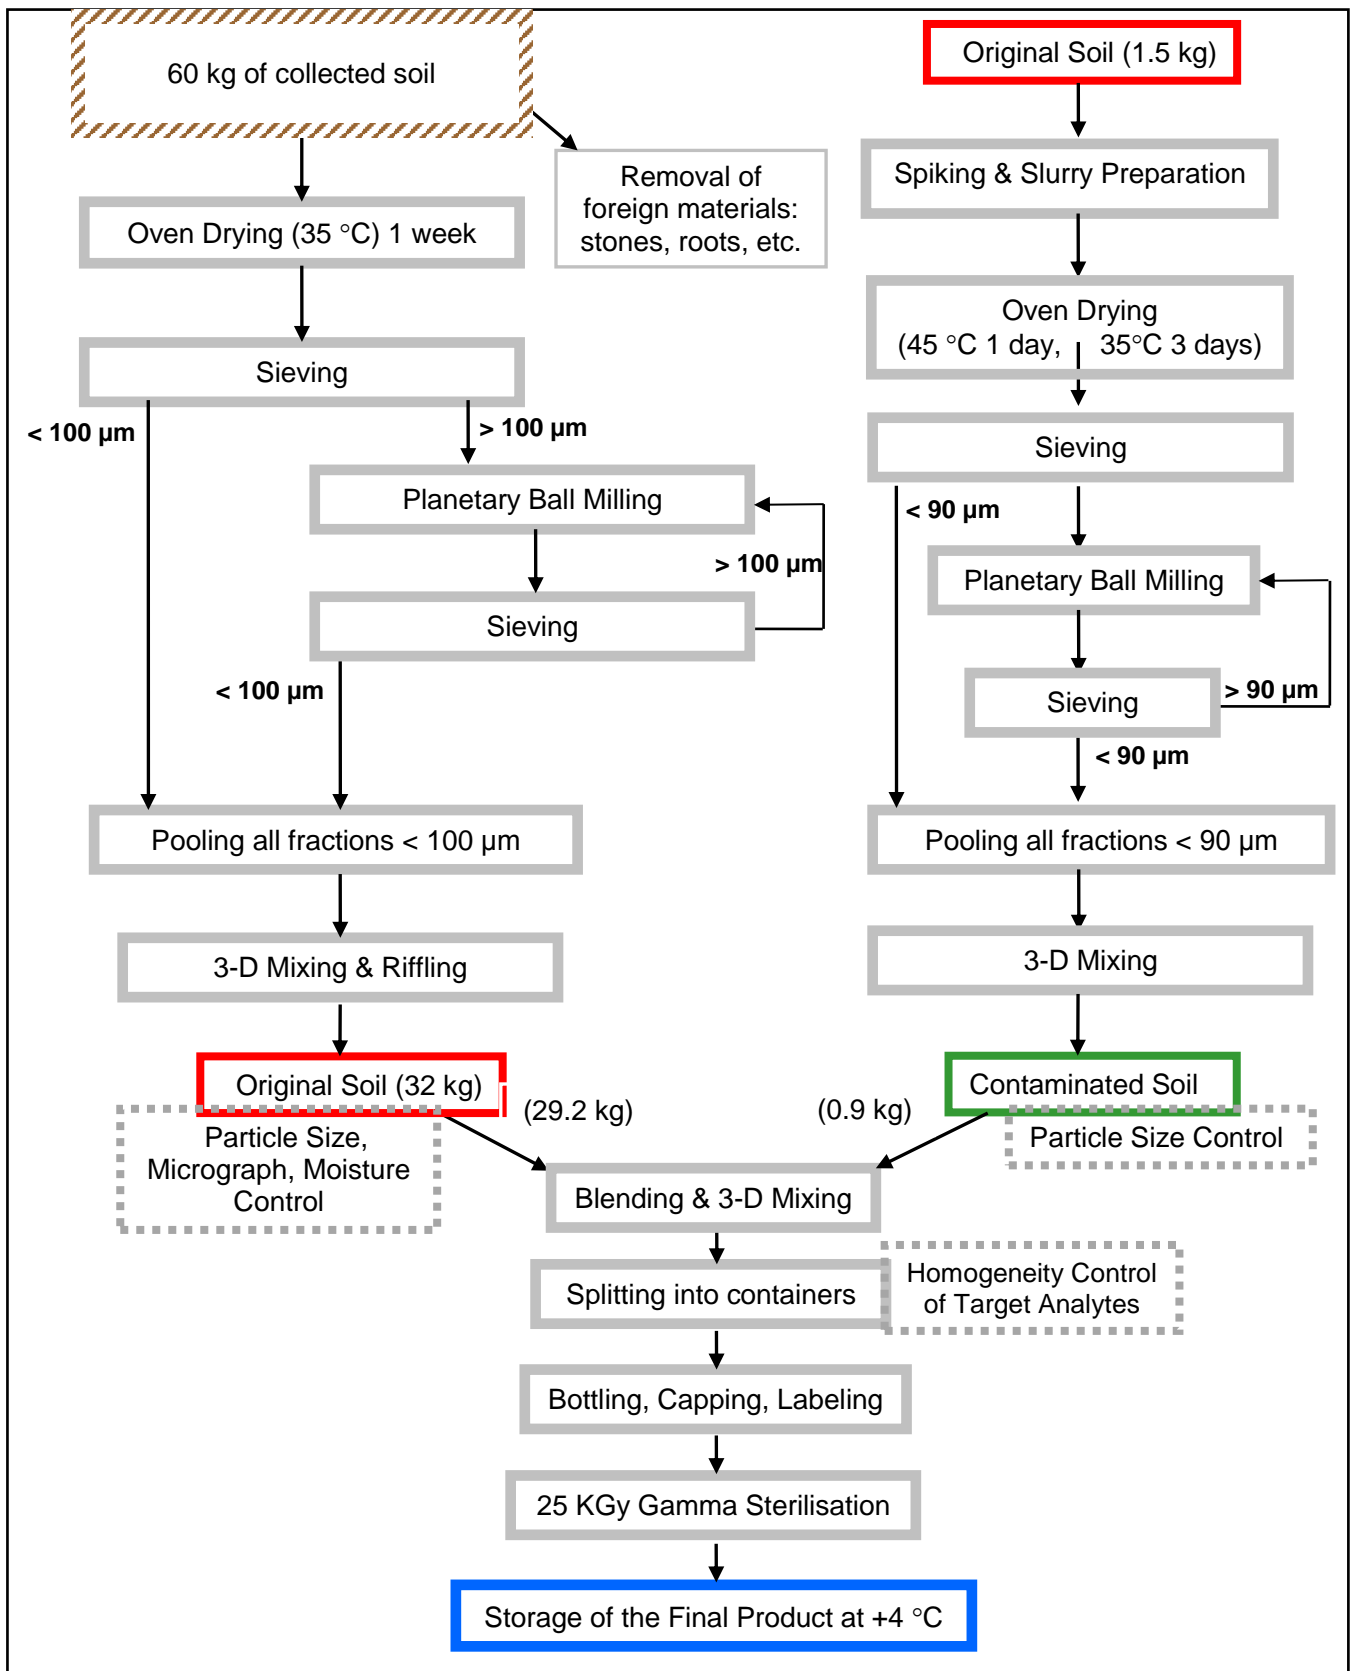 60 kg of collected soil
Removal of
foreign materials:
stones, roots, etc.
Oven Drying (35 °C) 1 week
Sieving
< 100 µm
> 100 µm
Planetary Ball Milling
> 100 µm
Sieving
< 100 µm
Pooling all fractions < 100 µm
3-D Mixing & Riffling
Original Soil (32 kg)
(29.2 kg)
Particle Size,
Micrograph, Moisture
Control
Original Soil (1.5 kg)
Spiking & Slurry Preparation
Oven Drying
(45 °C 1 day, 35°C 3 days)
Sieving
< 90 µm
Planetary Ball Milling
Sieving
> 90 µm
< 90 µm
Pooling all fractions < 90 µm
3-D Mixing
Contaminated Soil
(0.9 kg)
Particle Size Control
Blending & 3-D Mixing
Splitting into containers
Homogeneity Control
of Target Analytes
Bottling, Capping, Labeling
25 KGy Gamma Sterilisation
Storage of the Final Product at +4 °C